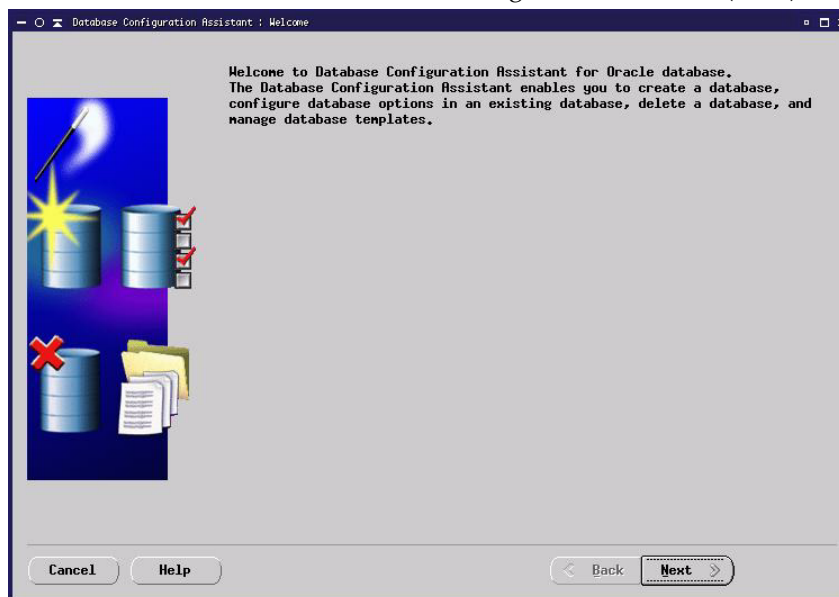 Database Configuration Assistant : Welcome
Welcome to Database Configuration Assistant for Oracle database.
The Database Configuration Assistant enables you to create a database,
configure database options in an existing database, delete a database, and
manage database templates.
Cancel
Help
Back
Next